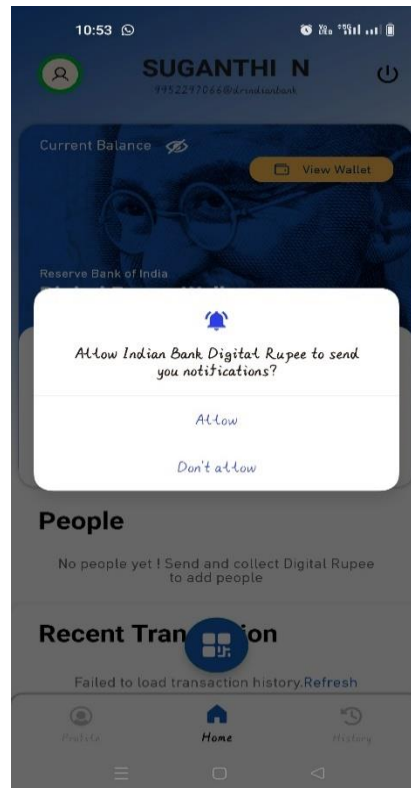 10:53
SUGANTHI N
9952297066@drindianbank
Current Balance
View Wallet
Reserve Bank of India
Allow Indian Bank Digital Rupee to send
you notifications?
Allow
Don't allow
People
No people yet ! Send and collect Digital Rupee
to add people
Recent Tran ion
Failed to load transaction history.Refresh
Profile
Home
History